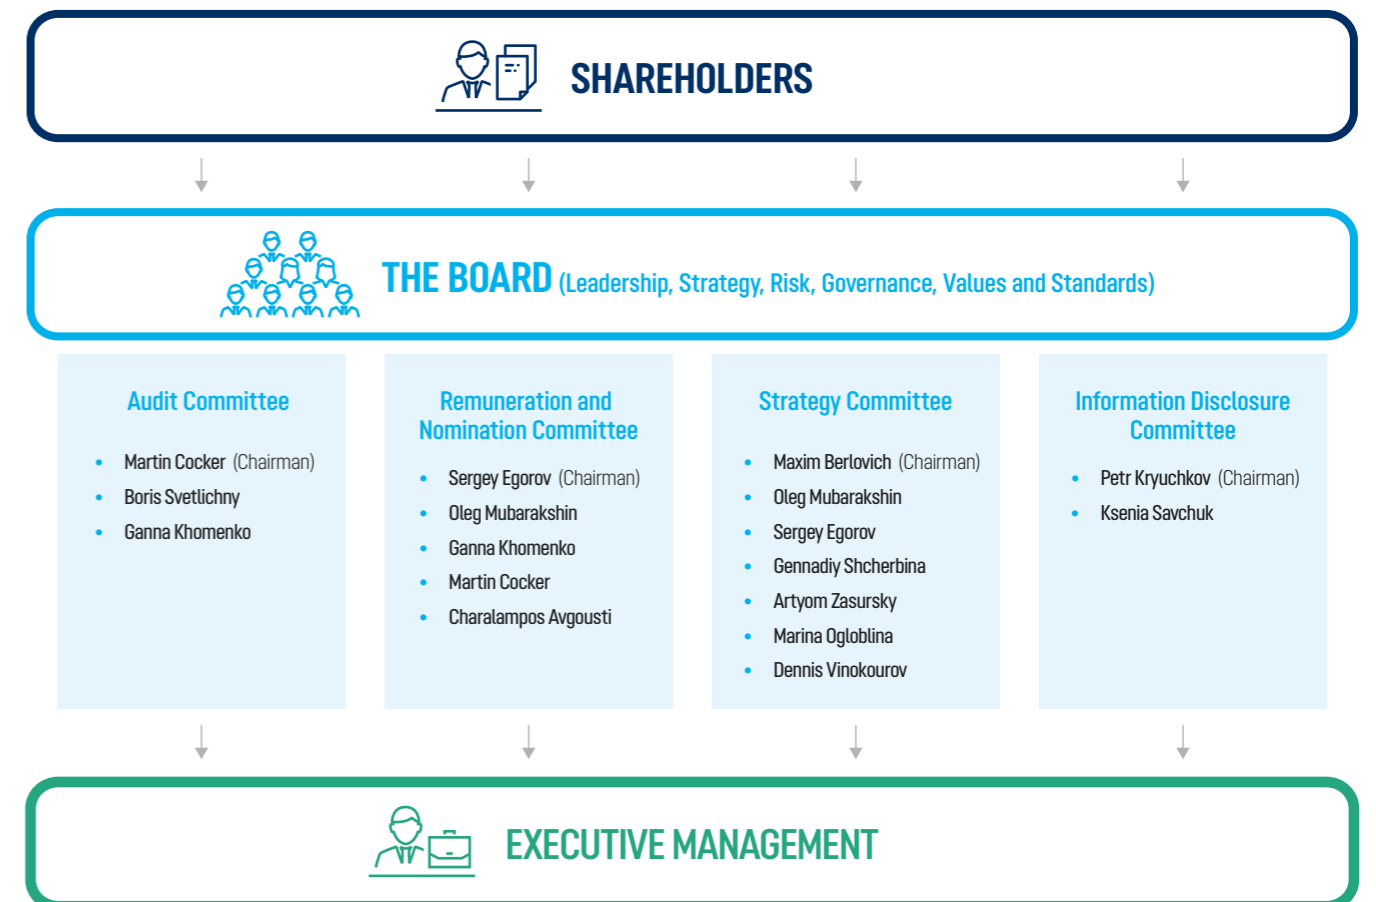 SHAREHOLDERS
THE BOARD (Leadership, Strategy, Risk, Governance, Values and Standards)
Audit Committee
• Martin Cocker (Chairman)
• Boris Svetlichny
• Ganna Khomenko
Remuneration and
Nomination Committee
• Sergey Egorov (Chairman)
• Oleg Mubarakshin
• Ganna Khomenko
• Martin Cocker
• Charalampos Avgousti
Strategy Committee
• Maxim Berlovich (Chairman)
• Oleg Mubarakshin
• Sergey Egorov
• Gennadiy Shcherbina
• Artyom Zasursky
• Marina Ogloblina
• Dennis Vinokourov
Information Disclosure
Committee
• Petr Kryuchkov (Chairman)
• Ksenia Savchuk
EXECUTIVE MANAGEMENT